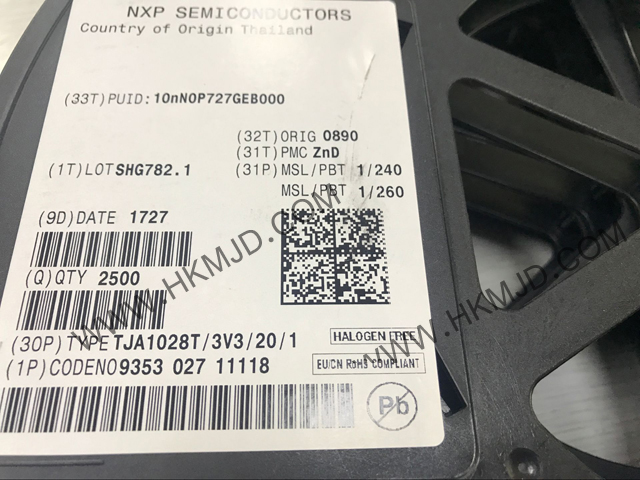 NXP SEMICONDUCTORS
Country of Origin Thailand
(33T)PUID:10nN0P727GEB000
(32T)ORIG 0890
(31T)PMC ZnD
(1T)LOT SHG782.1
(31P)MSL/PBT 1/240
MSL/PBT 1/260
(9D)DATE 1727
(Q)QTY 2500
(30P)TYPE TJA1028T/3V3/20/1
HALOGEN FREE
(1P)CODENO 9353 027 11118
EU/CN RoHS COMPLIANT
Pb
WWW.HKMJD.COM
WWW.HKMJD.COM